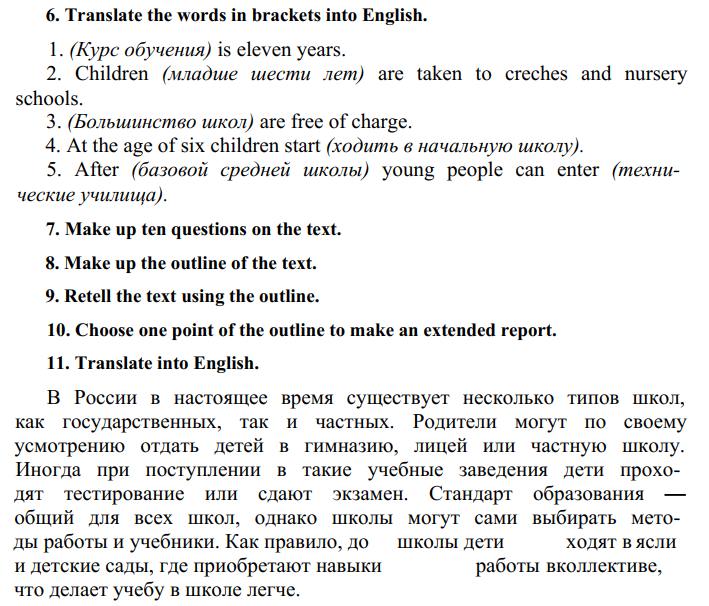 6. Translate the words in brackets into English.
1. (Курс обучения) is eleven years.
2. Children (младше шести лет) are taken to creches and nursery
schools.
3. (Большинство школ) are free of charge.
4. At the age of six children start (ходить в начальную школу).
5. After (базовой средней школы) young people can enter (техни-
ческие училища).
7. Make up ten questions on the text.
8. Make up the outline of the text.
9. Retell the text using the outline.
10. Choose one point of the outline to make an extended report.
11. Translate into English.
В России в настоящее время существует несколько типов школ,
как государственных, так и частных. Родители могут по своему
усмотрению отдать детей в гимназию, лицей или частную школу.
Иногда при поступлении в такие учебные заведения дети прохо-
дят тестирование или сдают экзамен. Стандарт образования —
общий для всех школ, однако школы могут сами выбирать мето-
ды работы и учебники. Как правило, до школы дети ходят в ясли
и детские сады, где приобретают навыки работы вколлективе,
что делает учебу в школе легче.